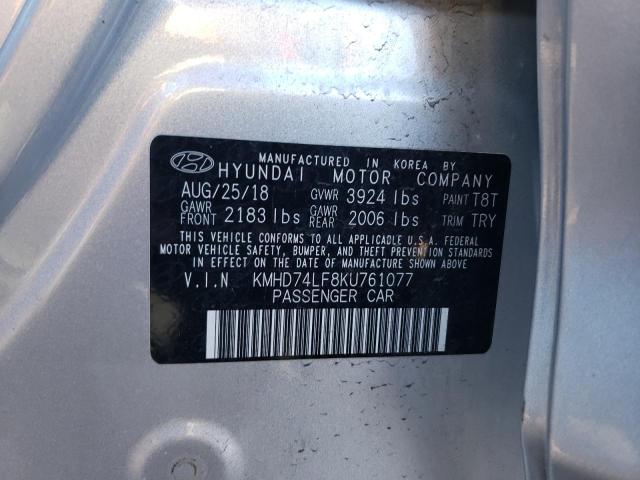 MANUFACTURED IN KOREA BY
HYUNDAI MOTOR COMPANY
AUG/25/18 GVWR 3924 lbs PAINT T8T
GAWR FRONT 2183 lbs GAWR REAR 2006 lbs TRIM TRY
THIS VEHICLE CONFORMS TO ALL APPLICABLE U.S.A. FEDERAL
MOTOR VEHICLE SAFETY, BUMPER, AND THEFT PREVENTION STANDARDS
IN EFFECT ON THE DATE OF MANUFACTURE SHOWN ABOVE.
V.I.N KMHD74LF8KU761077
PASSENGER CAR